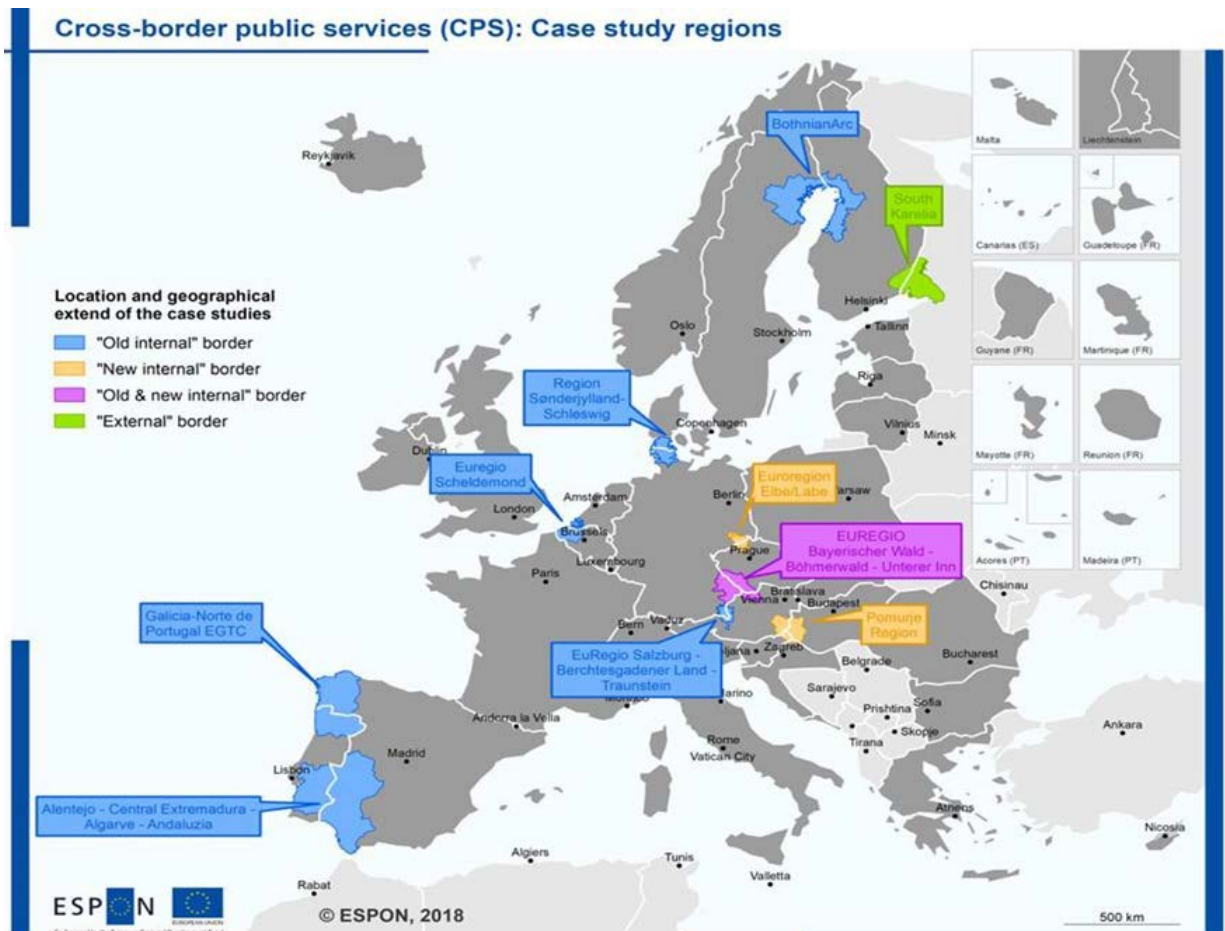 Cross-border public services (CPS): Case study regions
Location and geographical
extend of the case studies
"Old internal" border
"New internal" border
"Old & new internal" border
"External" border
BothnianArc
South
Karelia
Region
Sønderjylland-
Schleswig
Euregio
Scheldemond
Euroregion
Elbe/Labe
EUREGIO
Bayerischer Wald -
Böhmerwald - Unterer Inn
Galicia-Norte de
Portugal EGTC
EuRegio Salzburg -
Berchtesgadener Land -
Traunstein
Pomurje
Region
Alentejo - Central Extremadura -
Algarve - Andaluzia
Reykjavik
Oslo
Stockholm
Helsinki
Tallinn
Riga
Vilnius
Minsk
Copenhagen
Dublin
London
Amsterdam
Brussels
Luxembourg
Paris
Berlin
Prague
Vienna
Bratislava
Budapest
Chisinau
Bern
Vaduz
Zagreb
Belgrade
Bucharest
Sarajevo
Prishtina
Sofia
Skopje
Tirana
Ankara
Andorra la Vella
Madrid
Lisbon
Rome
Vatican City
Athens
Nicosia
Algiers
Tunis
Rabat
Valletta
Malta
Liechtenstein
Canarias (ES)
Guadeloupe (FR)
Guyane (FR)
Martinique (FR)
Mayotte (FR)
Reunion (FR)
Acores (PT)
Madeira (PT)
ESPON
EUROPEAN UNION
© ESPON, 2018
500 km